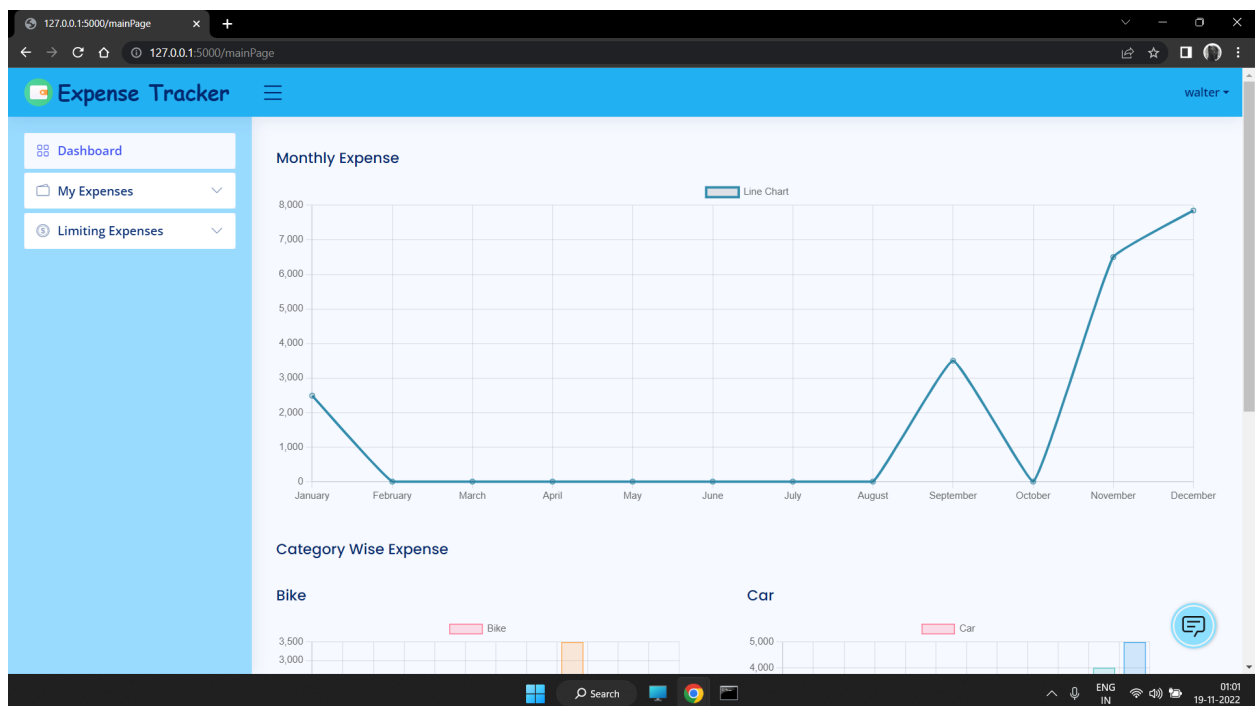 127.0.0.1:5000/mainPage
127.0.0.1:5000/mainPage
Expense Tracker
walter
Dashboard
My Expenses
Limiting Expenses
Monthly Expense
Line Chart
8,000
7,000
6,000
5,000
4,000
3,000
2,000
1,000
0
January February March April May June July August September October November December
Category Wise Expense
Bike
Car
Bike
Car
3,500
3,000
5,000
4,000
Search
ENG
IN
01:01
19-11-2022